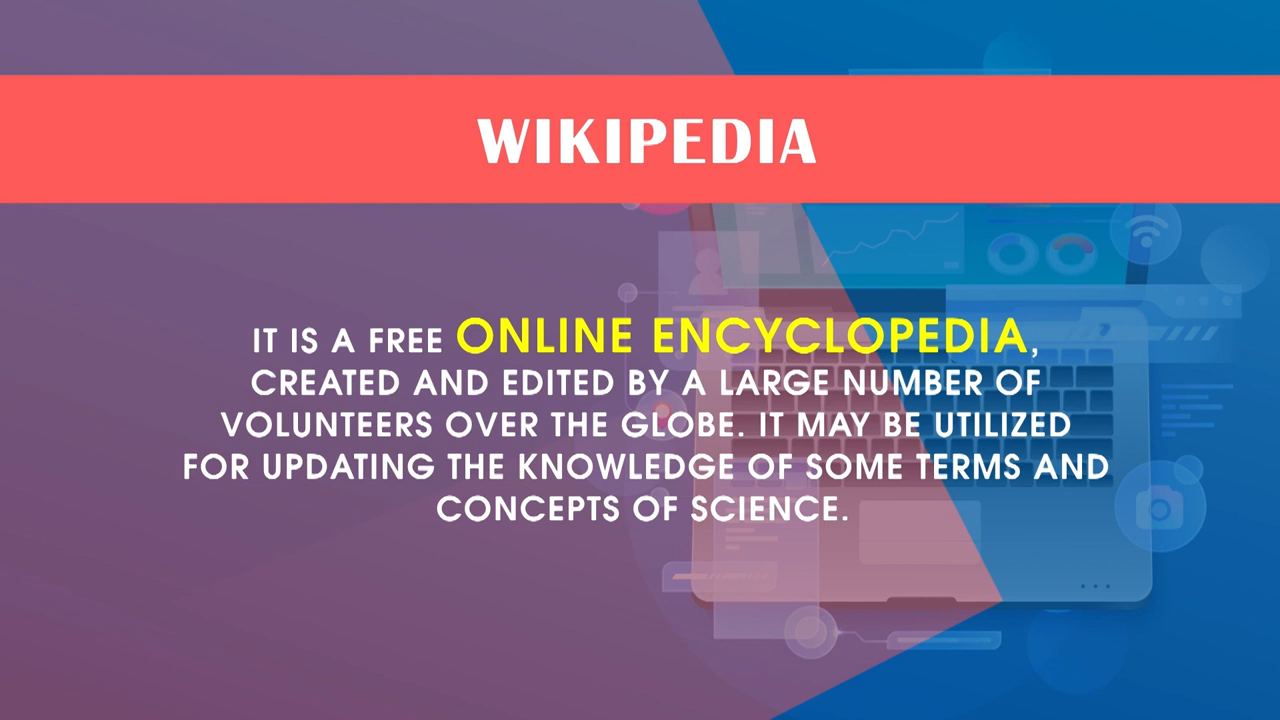 WIKIPEDIA
IT IS A FREE ONLINE ENCYCLOPEDIA,
CREATED AND EDITED BY A LARGE NUMBER OF
VOLUNTEERS OVER THE GLOBE. IT MAY BE UTILIZED
FOR UPDATING THE KNOWLEDGE OF SOME TERMS AND
CONCEPTS OF SCIENCE.